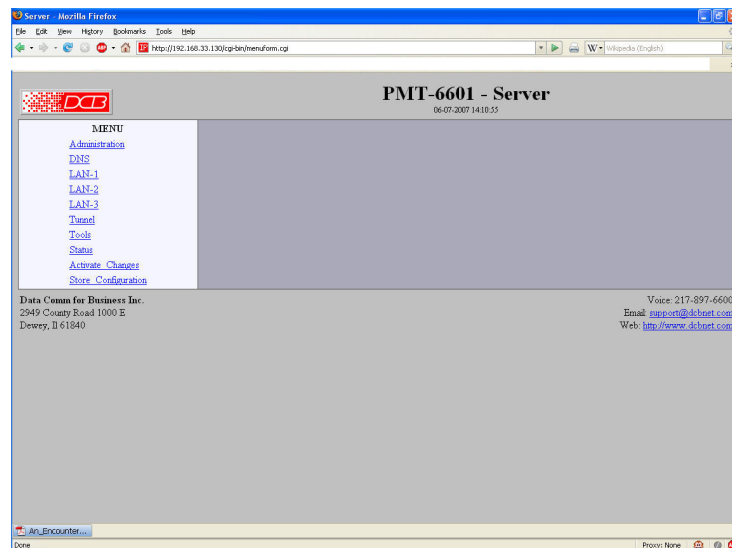 Server - Mozilla Firefox
File Edit View History Bookmarks Tools Help
ABP IP http://192.168.33.130/cgi-bin/menuform.cgi W Wikipedia (English)
DCB
PMT-6601 - Server
06-07-2007 14:10:55
MENU
Administration
DNS
LAN-1
LAN-2
LAN-3
Tunnel
Tools
Status
Activate Changes
Store Configuration
Data Comm for Business Inc. Voice: 217-897-6600
2949 County Road 1000 E Email: support@dcbnet.com
Dewey, Il 61840 Web: http://www.dcbnet.com
An_Encounter...
Done Proxy: None